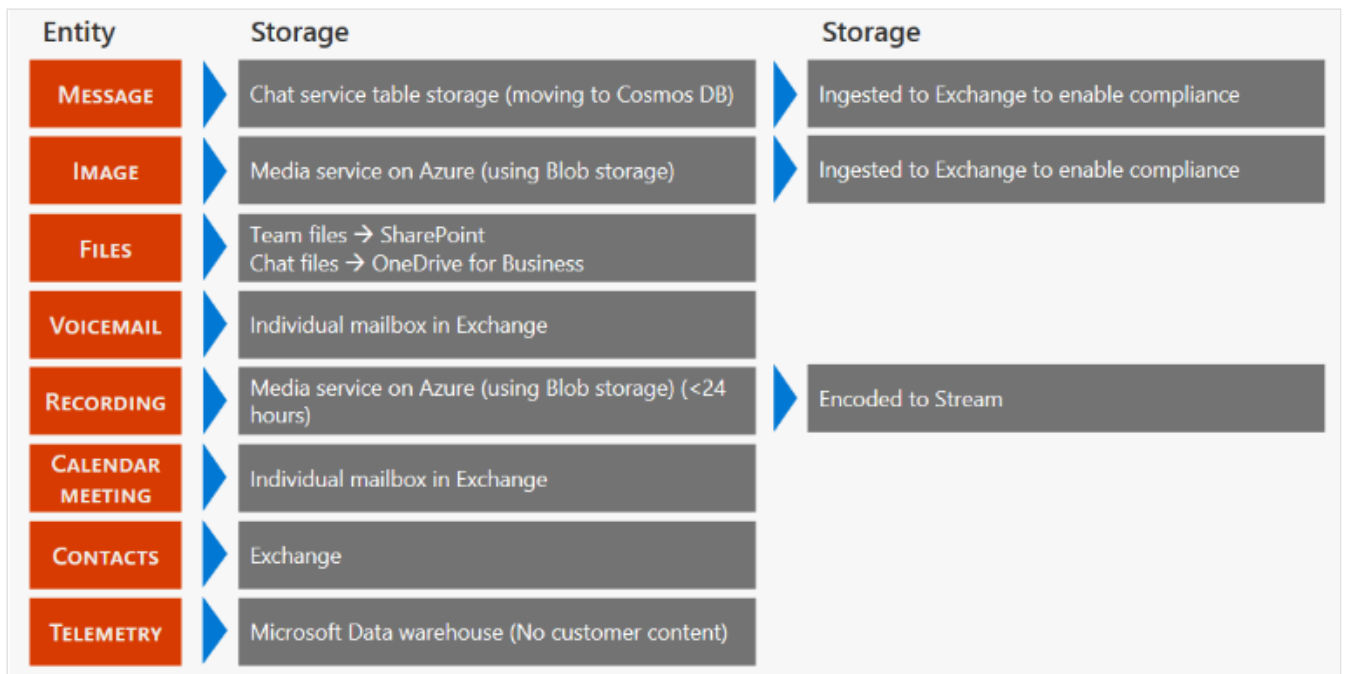 Entity Storage Storage
MESSAGE Chat service table storage (moving to Cosmos DB) Ingested to Exchange to enable compliance
IMAGE Media service on Azure (using Blob storage) Ingested to Exchange to enable compliance
FILES
Team files → SharePoint
Chat files → OneDrive for Business
VOICEMAIL Individual mailbox in Exchange
RECORDING
Media service on Azure (using Blob storage) (<24
hours)
Encoded to Stream
CALENDAR
MEETING
Individual mailbox in Exchange
CONTACTS Exchange
TELEMETRY Microsoft Data warehouse (No customer content)